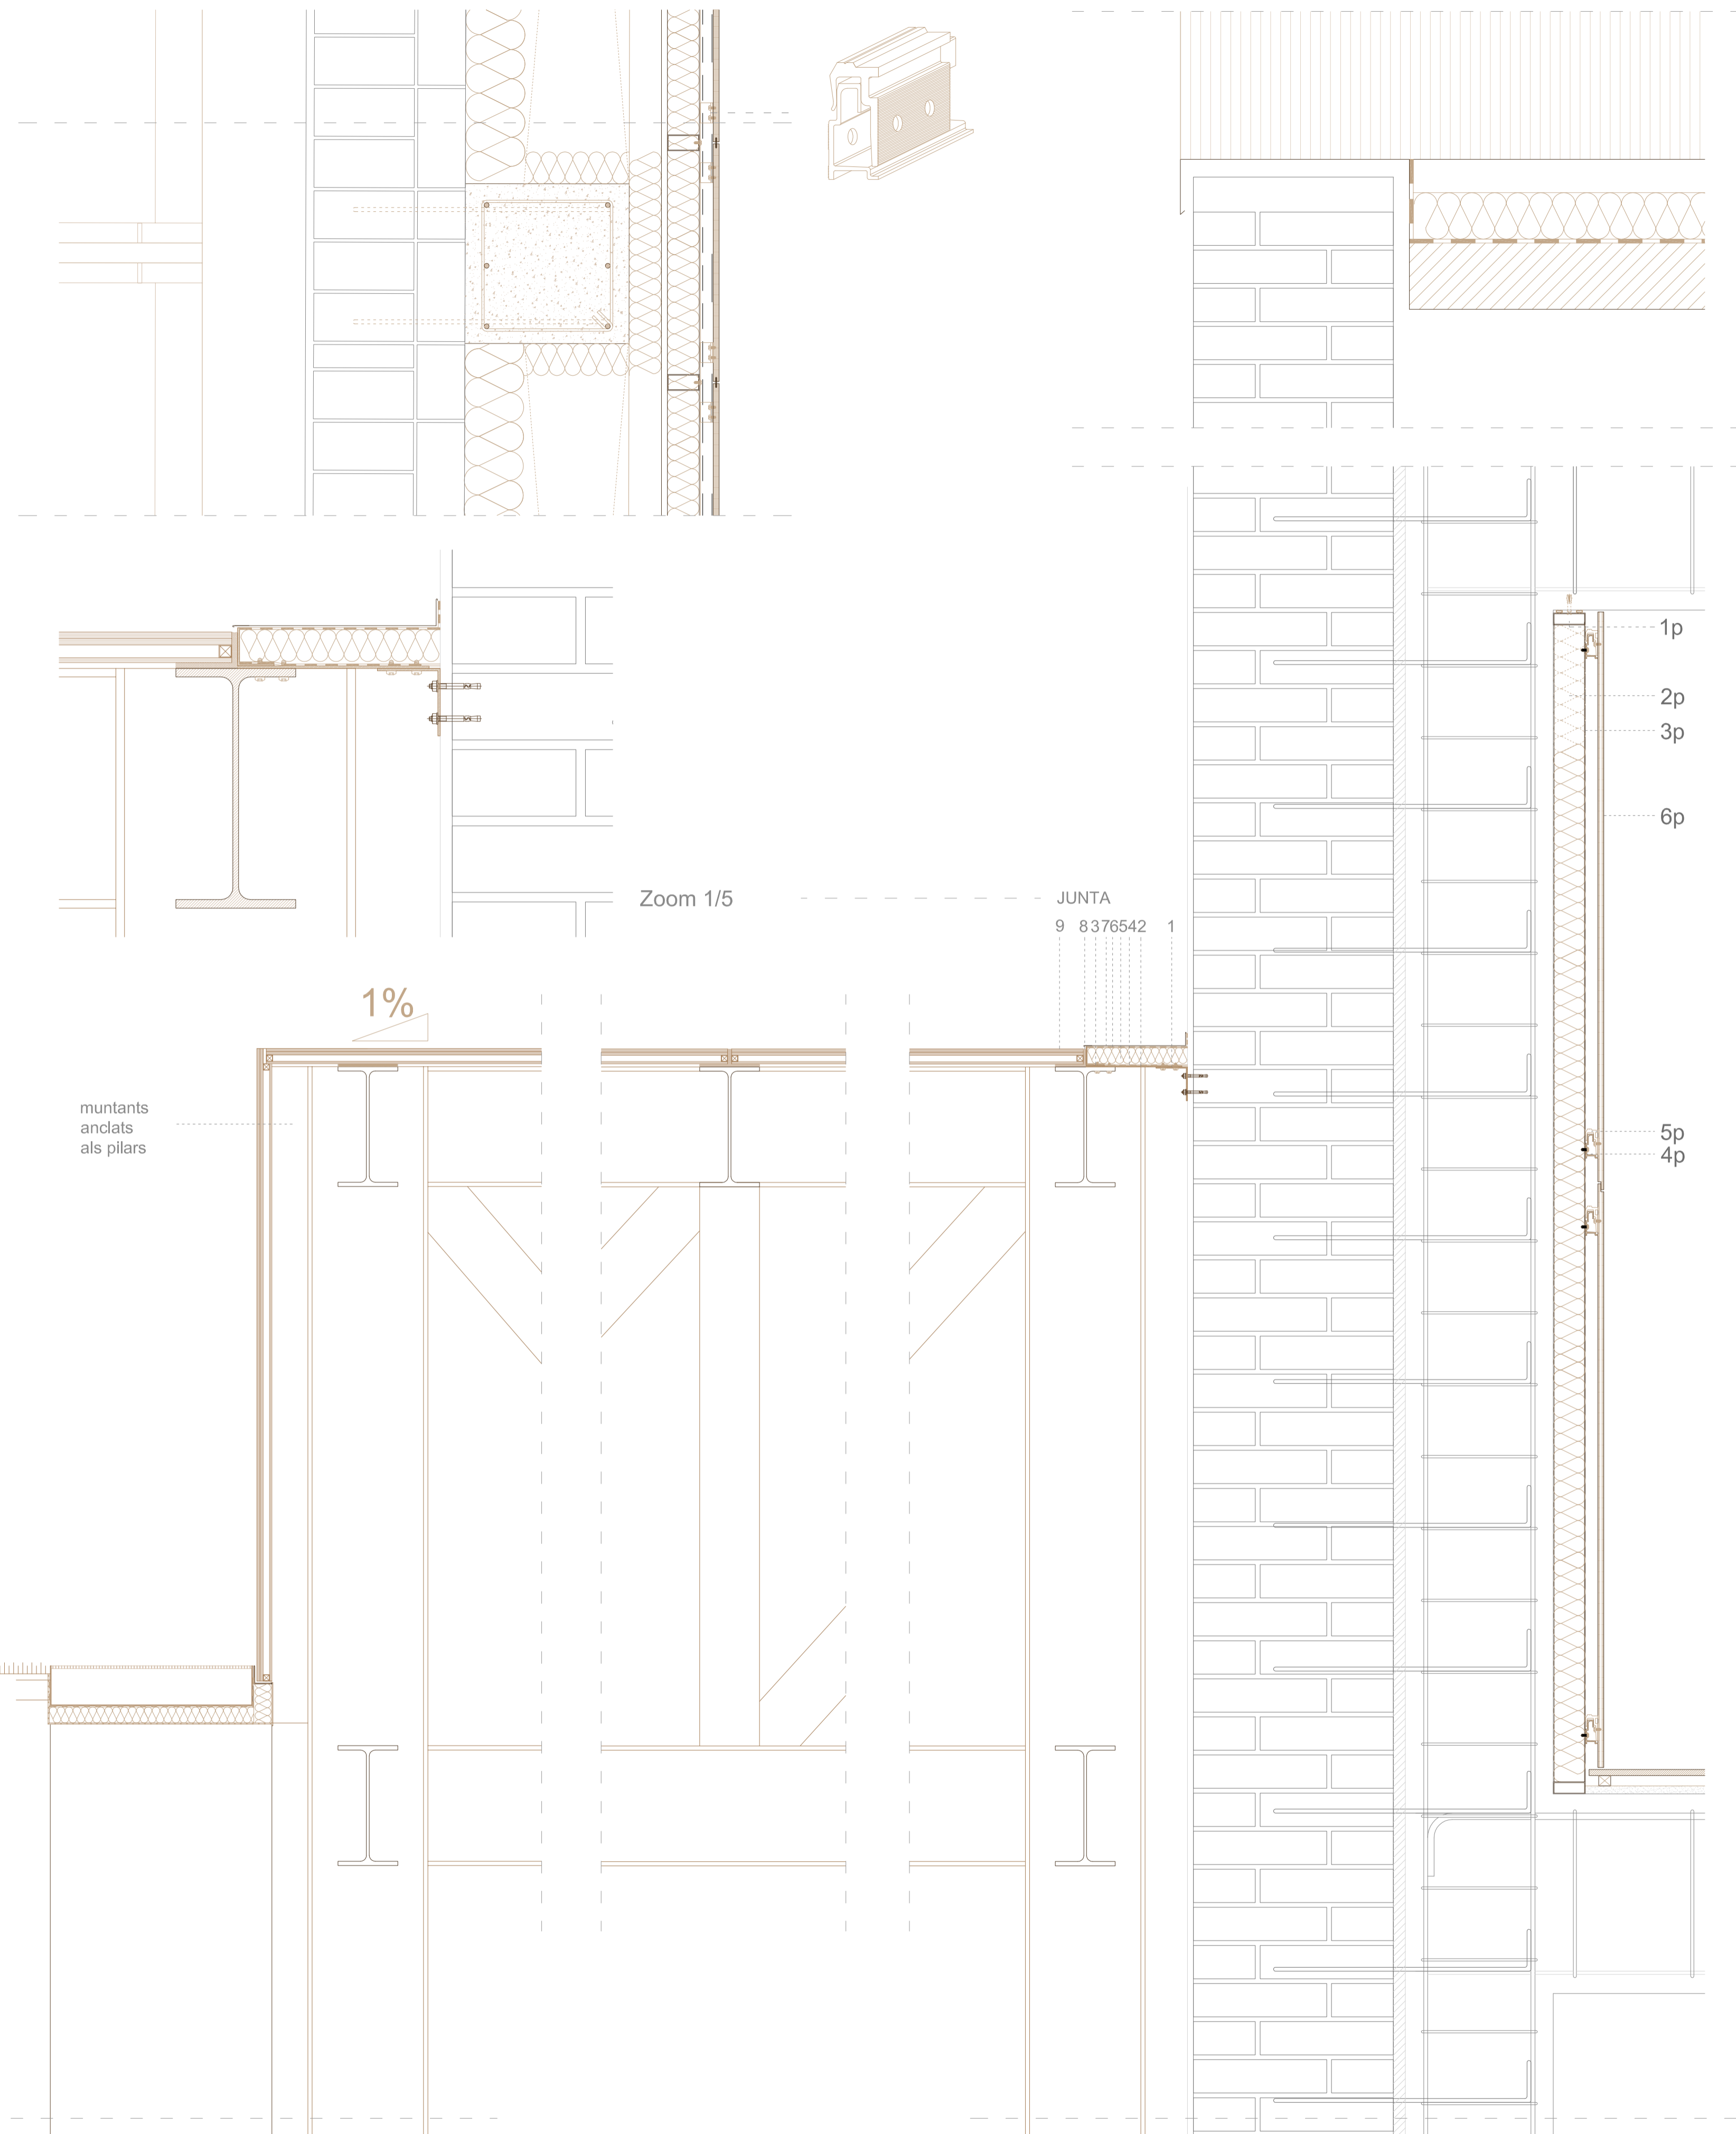 1p
2p
3p
6p
Zoom 1/5
JUNTA
9 8 3 7 6 5 4 2 1
1%
muntants
anclats
als pilars
5p
4p